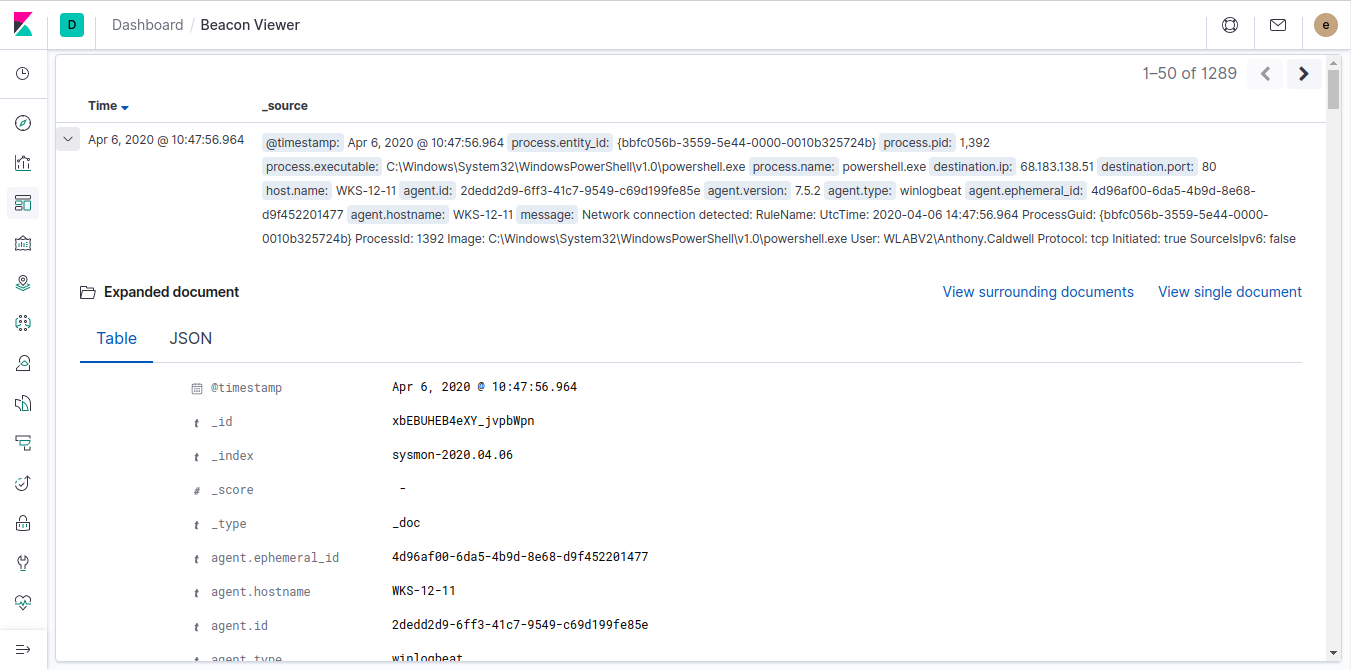 D Dashboard / Beacon Viewer e
1–50 of 1289
Time _source
Apr 6, 2020 @ 10:47:56.964 @timestamp: Apr 6, 2020 @ 10:47:56.964 process.entity_id: {bbfc056b-3559-5e44-0000-0010b325724b} process.pid: 1,392
process.executable: C:\Windows\System32\WindowsPowerShell\v1.0\powershell.exe process.name: powershell.exe destination.ip: 68.183.138.51 destination.port: 80
host.name: WKS-12-11 agent.id: 2dedd2d9-6ff3-41c7-9549-c69d199fe85e agent.version: 7.5.2 agent.type: winlogbeat agent.ephemeral_id: 4d96af00-6da5-4b9d-8e68-
d9f452201477 agent.hostname: WKS-12-11 message: Network connection detected: RuleName: UtcTime: 2020-04-06 14:47:56.964 ProcessGuid: {bbfc056b-3559-5e44-0000-
0010b325724b} ProcessId: 1392 Image: C:\Windows\System32\WindowsPowerShell\v1.0\powershell.exe User: WLABV2\Anthony.Caldwell Protocol: tcp Initiated: true SourceIsIpv6: false
Expanded document View surrounding documents View single document
Table JSON
@timestamp Apr 6, 2020 @ 10:47:56.964
t _id xbEBUHEB4eXY_jvpbWpn
t _index sysmon-2020.04.06
# _score -
t _type _doc
t agent.ephemeral_id 4d96af00-6da5-4b9d-8e68-d9f452201477
t agent.hostname WKS-12-11
t agent.id 2dedd2d9-6ff3-41c7-9549-c69d199fe85e
t agent.type winlogbeat